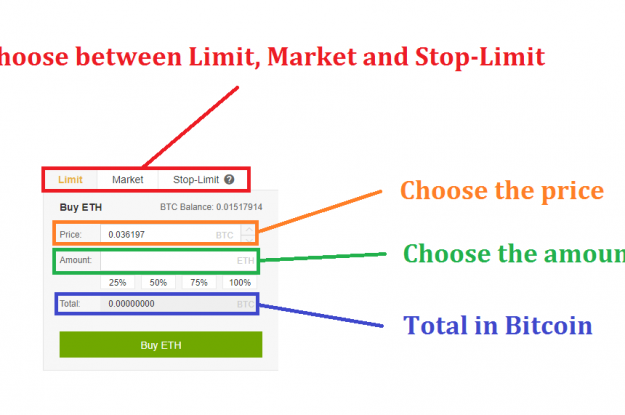 hoose between Limit, Market and Stop-Limit
Limit Market Stop-Limit ?
Buy ETH BTC Balance: 0.01517914
Choose the price
Price: 0.036197 BTC
Choose the amoun
Amount: ETH
25% 50% 75% 100%
Total: 0.00000000 BTC
Total in Bitcoin
Buy ETH